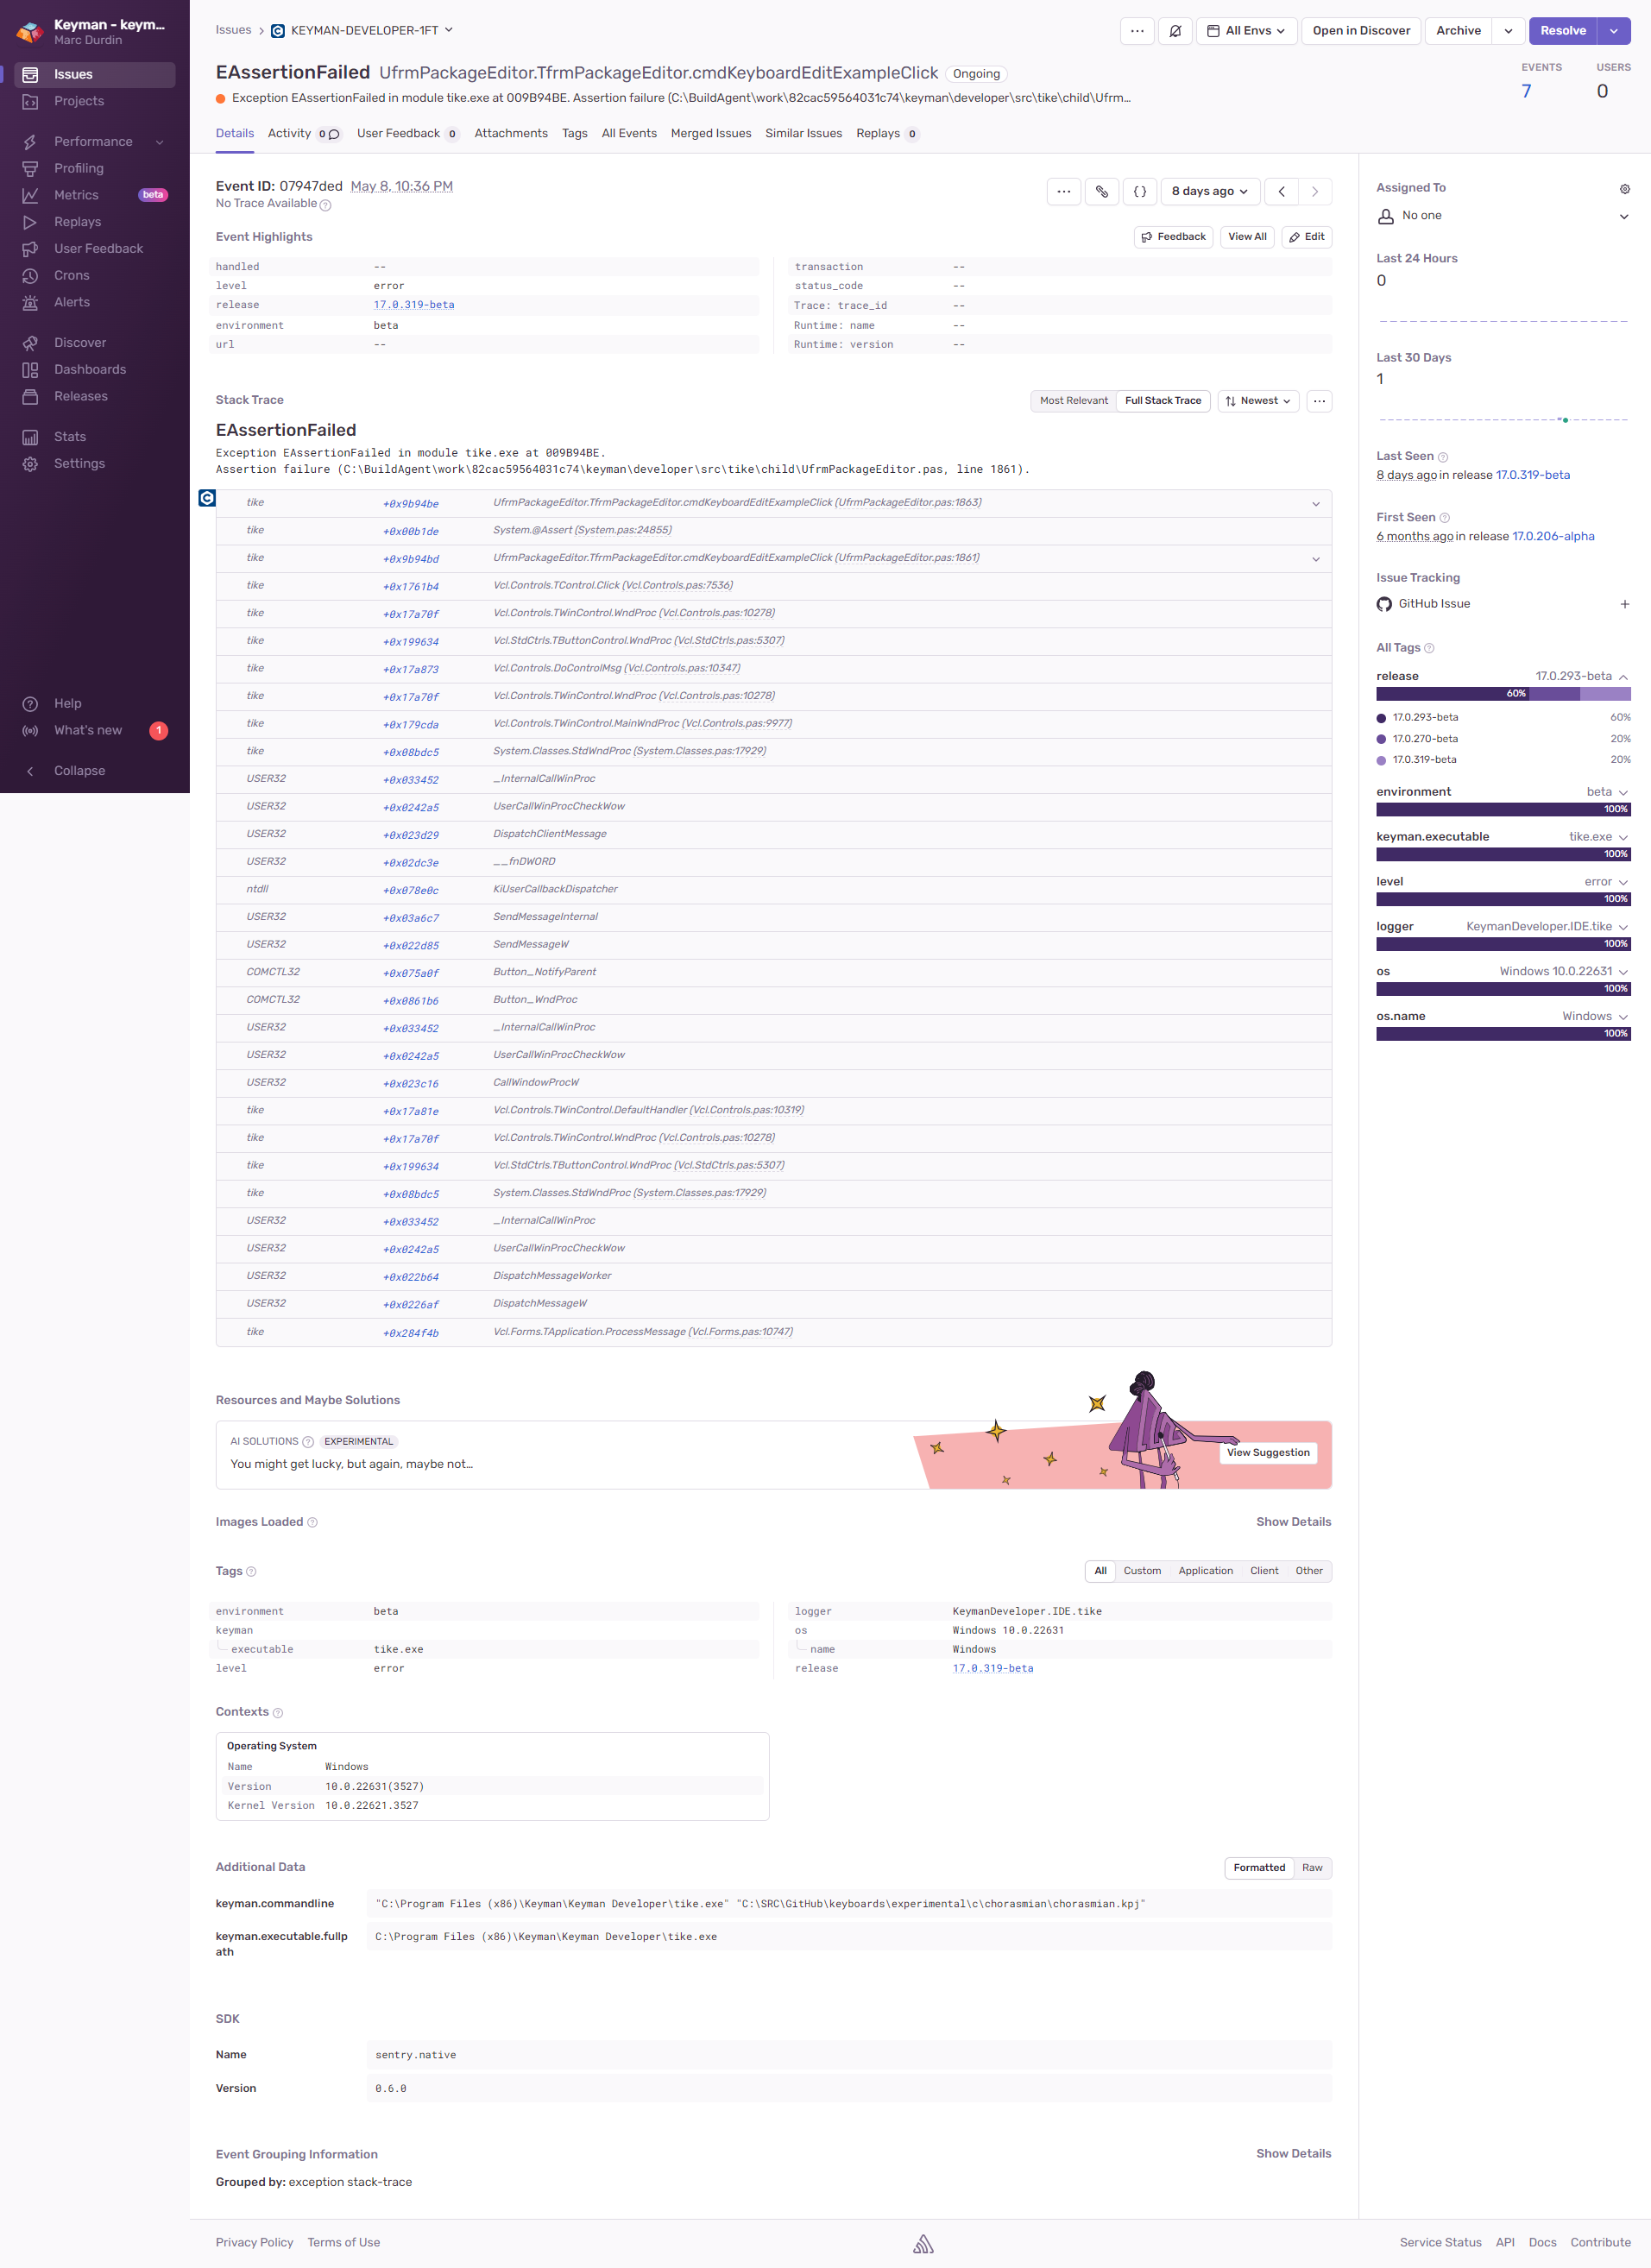 Keyman - keym...
Marc Durdin
Issues
Projects
Performance
Profiling
Metrics beta
Replays
User Feedback
Crons
Alerts
Discover
Dashboards
Releases
Stats
Settings
Help
What's new 1
Collapse
Issues > KEYMAN-DEVELOPER-1FT
... All Envs Open in Discover Archive Resolve
EAssertionFailed UfrmPackageEditor.TfrmPackageEditor.cmdKeyboardEditExampleClick Ongoing
EVENTS USERS
7 0
Exception EAssertionFailed in module tike.exe at 009B94BE. Assertion failure (C:\BuildAgent\work\82cac59564031c74\keyman\developer\src\tike\child\Ufrm...
Details Activity 0 User Feedback 0 Attachments Tags All Events Merged Issues Similar Issues Replays 0
Event ID: 07947ded May 8, 10:36 PM
No Trace Available ?
... {} 8 days ago < >
Event Highlights Feedback View All Edit
handled --
level error
release 17.0.319-beta
environment beta
url --
transaction --
status_code --
Trace: trace_id --
Runtime: name --
Runtime: version --
Stack Trace Most Relevant Full Stack Trace Newest ...
EAssertionFailed
Exception EAssertionFailed in module tike.exe at 009B94BE.
Assertion failure (C:\BuildAgent\work\82cac59564031c74\keyman\developer\src\tike\child\UfrmPackageEditor.pas, line 1861).
tike +0x9b94be UfrmPackageEditor.TfrmPackageEditor.cmdKeyboardEditExampleClick (UfrmPackageEditor.pas:1863)
tike +0x00b1de System.@Assert (System.pas:24855)
tike +0x9b94bd UfrmPackageEditor.TfrmPackageEditor.cmdKeyboardEditExampleClick (UfrmPackageEditor.pas:1861)
tike +0x1761b4 Vcl.Controls.TControl.Click (Vcl.Controls.pas:7536)
tike +0x17a70f Vcl.Controls.TWinControl.WndProc (Vcl.Controls.pas:10278)
tike +0x199634 Vcl.StdCtrls.TButtonControl.WndProc (Vcl.StdCtrls.pas:5307)
tike +0x17a873 Vcl.Controls.DoControlMsg (Vcl.Controls.pas:10347)
tike +0x17a70f Vcl.Controls.TWinControl.WndProc (Vcl.Controls.pas:10278)
tike +0x179cda Vcl.Controls.TWinControl.MainWndProc (Vcl.Controls.pas:9977)
tike +0x08bdc5 System.Classes.StdWndProc (System.Classes.pas:17929)
USER32 +0x033452 _InternalCallWinProc
USER32 +0x0242a5 UserCallWinProcCheckWow
USER32 +0x023d29 DispatchClientMessage
USER32 +0x02dc3e __fnDWORD
ntdll +0x078e0c KiUserCallbackDispatcher
USER32 +0x03a6c7 SendMessageInternal
USER32 +0x022d85 SendMessageW
COMCTL32 +0x075a0f Button_NotifyParent
COMCTL32 +0x0861b6 Button_WndProc
USER32 +0x033452 _InternalCallWinProc
USER32 +0x0242a5 UserCallWinProcCheckWow
USER32 +0x023c16 CallWindowProcW
tike +0x17a81e Vcl.Controls.TWinControl.DefaultHandler (Vcl.Controls.pas:10319)
tike +0x17a70f Vcl.Controls.TWinControl.WndProc (Vcl.Controls.pas:10278)
tike +0x199634 Vcl.StdCtrls.TButtonControl.WndProc (Vcl.StdCtrls.pas:5307)
tike +0x08bdc5 System.Classes.StdWndProc (System.Classes.pas:17929)
USER32 +0x033452 _InternalCallWinProc
USER32 +0x0242a5 UserCallWinProcCheckWow
USER32 +0x022b64 DispatchMessageWorker
USER32 +0x0226af DispatchMessageW
tike +0x284f4b Vcl.Forms.TApplication.ProcessMessage (Vcl.Forms.pas:10747)
Resources and Maybe Solutions
AI SOLUTIONS ? EXPERIMENTAL
You might get lucky, but again, maybe not...
View Suggestion
Images Loaded ? Show Details
Tags ? All Custom Application Client Other
environment beta
keyman
executable tike.exe
level error
logger KeymanDeveloper.IDE.tike
os Windows 10.0.22631
name Windows
release 17.0.319-beta
Contexts ?
Operating System
Name Windows
Version 10.0.22631(3527)
Kernel Version 10.0.22621.3527
Additional Data Formatted Raw
keyman.commandline "C:\Program Files (x86)\Keyman\Keyman Developer\tike.exe" "C:\SRC\GitHub\keyboards\experimental\c\chorasmian\chorasmian.kpj"
keyman.executable.fullp
ath
C:\Program Files (x86)\Keyman\Keyman Developer\tike.exe
SDK
Name sentry.native
Version 0.6.0
Event Grouping Information Show Details
Grouped by: exception stack-trace
Assigned To
No one
Last 24 Hours
0
Last 30 Days
1
Last Seen ?
8 days ago in release 17.0.319-beta
First Seen ?
6 months ago in release 17.0.206-alpha
Issue Tracking
GitHub Issue +
All Tags ?
release 17.0.293-beta
60%
17.0.293-beta 60%
17.0.270-beta 20%
17.0.319-beta 20%
environment beta
100%
keyman.executable tike.exe
100%
level error
100%
logger KeymanDeveloper.IDE.tike
100%
os Windows 10.0.22631
100%
os.name Windows
100%
Privacy Policy Terms of Use
Service Status API Docs Contribute